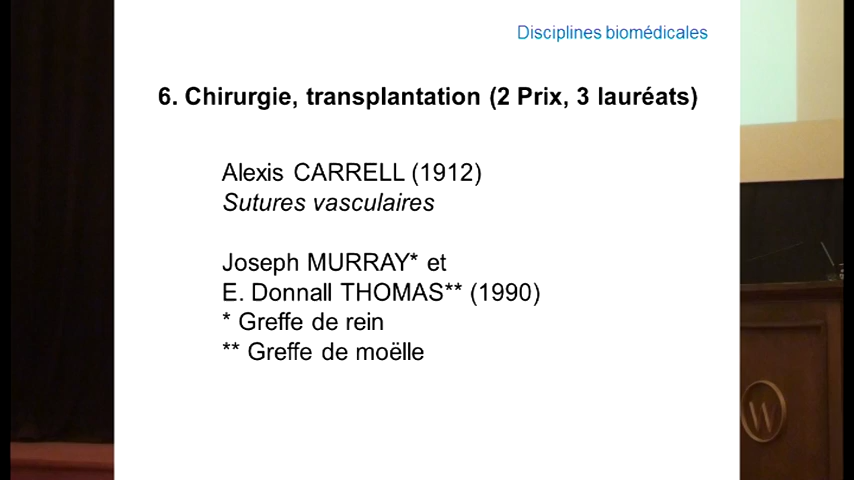 Disciplines biomédicales
6. Chirurgie, transplantation (2 Prix, 3 lauréats)
Alexis CARRELL (1912)
Sutures vasculaires
Joseph MURRAY* et
E. Donnall THOMAS** (1990)
* Greffe de rein
** Greffe de moëlle
W